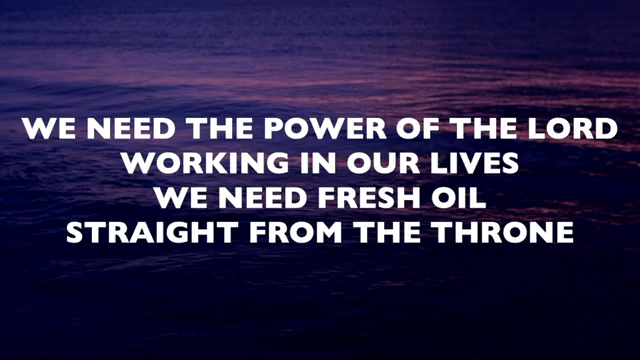 WE NEED THE POWER OF THE LORD
WORKING IN OUR LIVES
WE NEED FRESH OIL
STRAIGHT FROM THE THRONE